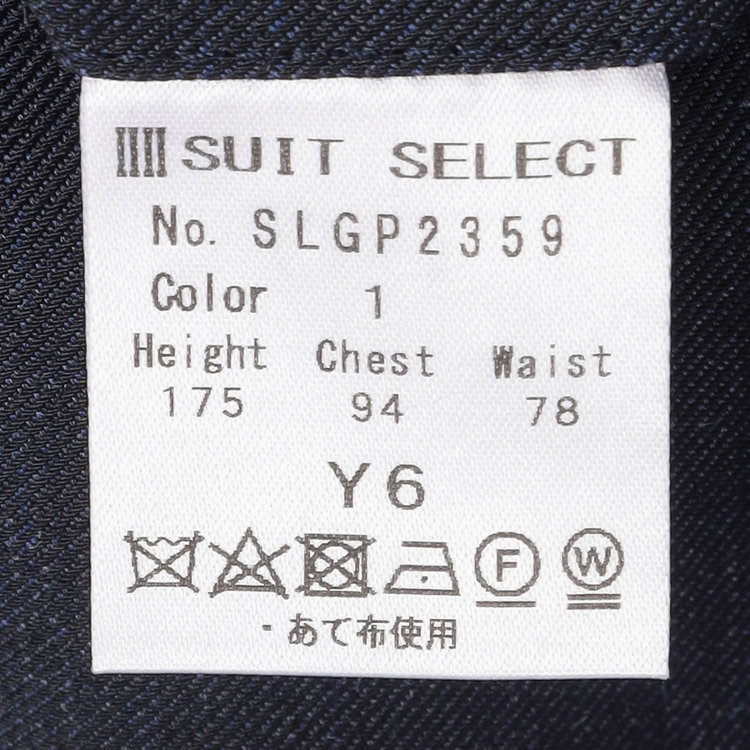 SUIT SELECT
No. SLGP2359
Color 1
Height Chest Waist
175 94 78
Y6
F W
・あて布使用